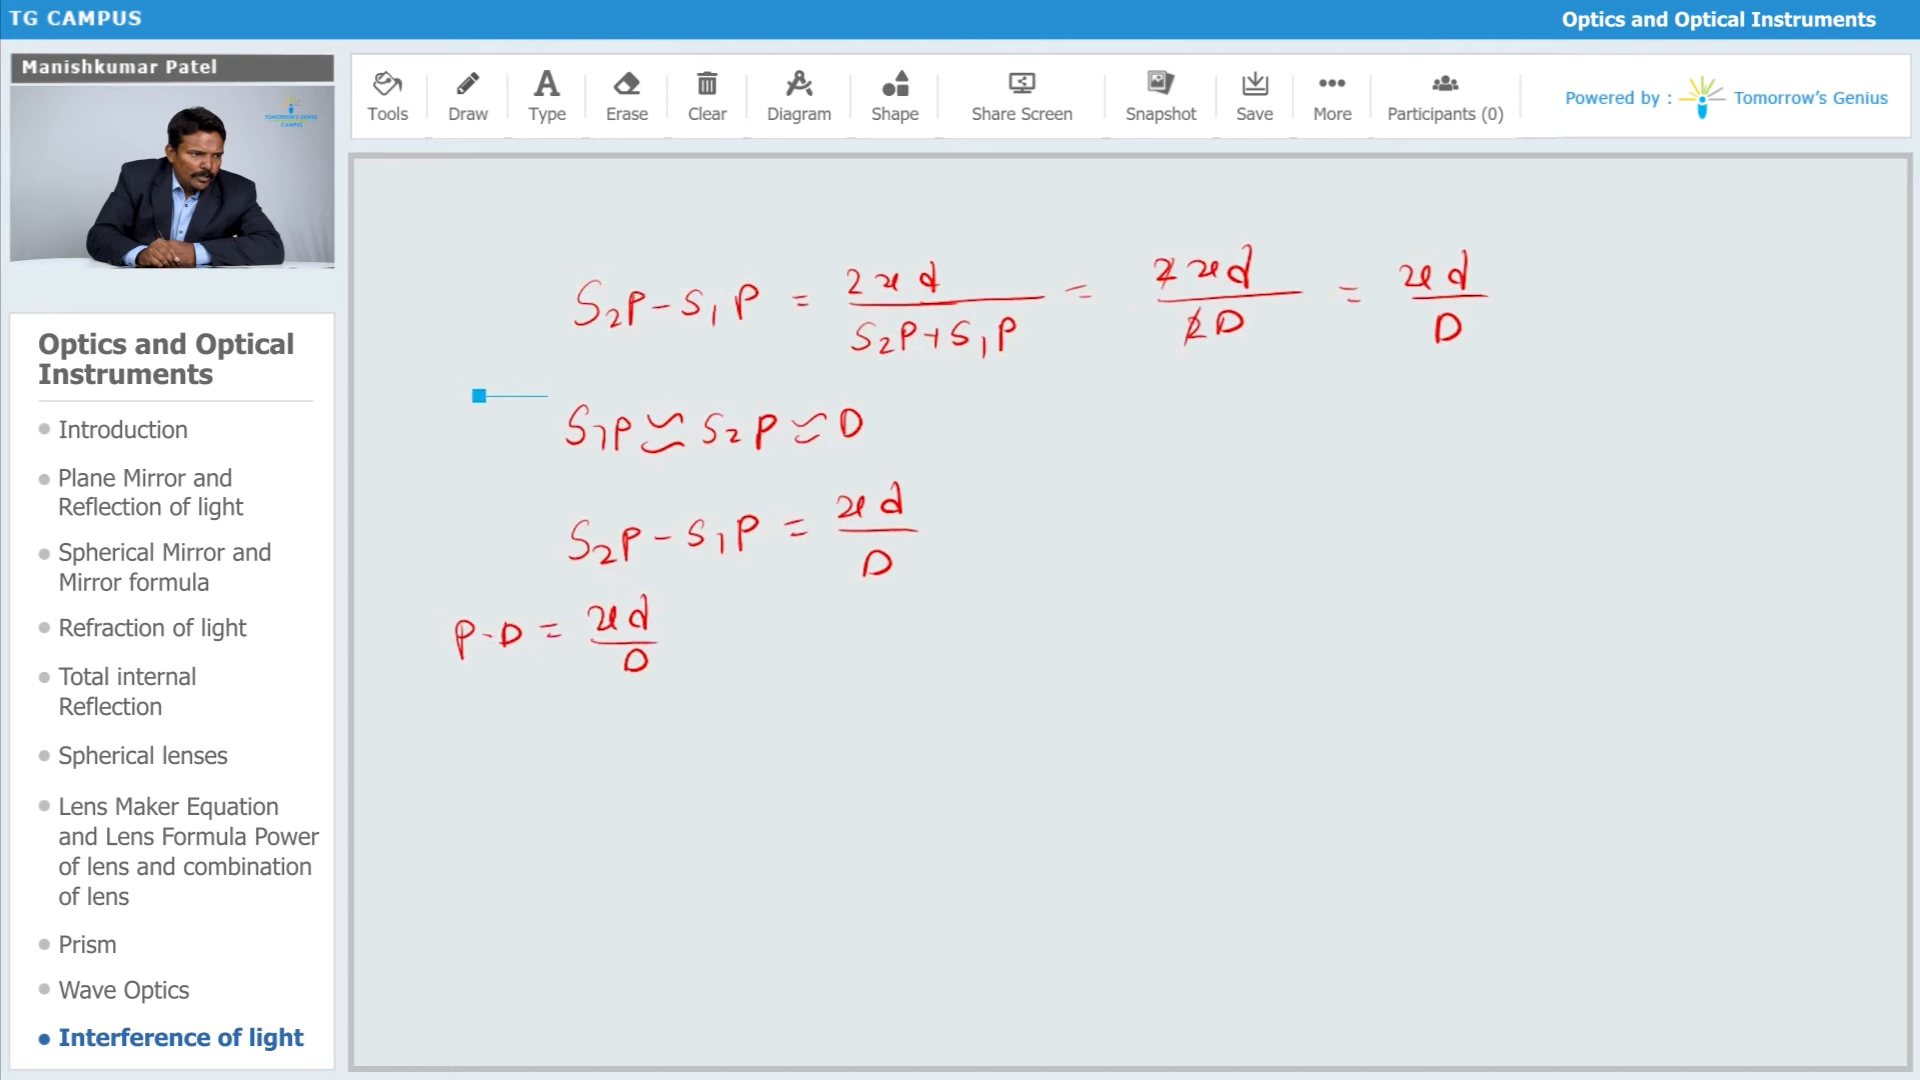 TG CAMPUS
Optics and Optical Instruments
Manishkumar Patel
TOMORROW'S GENIUS
CAMPUS
Tools
Draw
Type
Erase
Clear
Diagram
Shape
Share Screen
Snapshot
Save
More
Participants (0)
Powered by : Tomorrow's Genius
Optics and Optical
Instruments
Introduction
Plane Mirror and
Reflection of light
Spherical Mirror and
Mirror formula
Refraction of light
Total internal
Reflection
Spherical lenses
Lens Maker Equation
and Lens Formula Power
of lens and combination
of lens
Prism
Wave Optics
Interference of light
S₂P - S₁P = 2xd / S₂P + S₁P = 2xd / 2D = xd / D
S₁P ≈ S₂P ≈ D
S₂P - S₁P = xd / D
P.D = xd / D